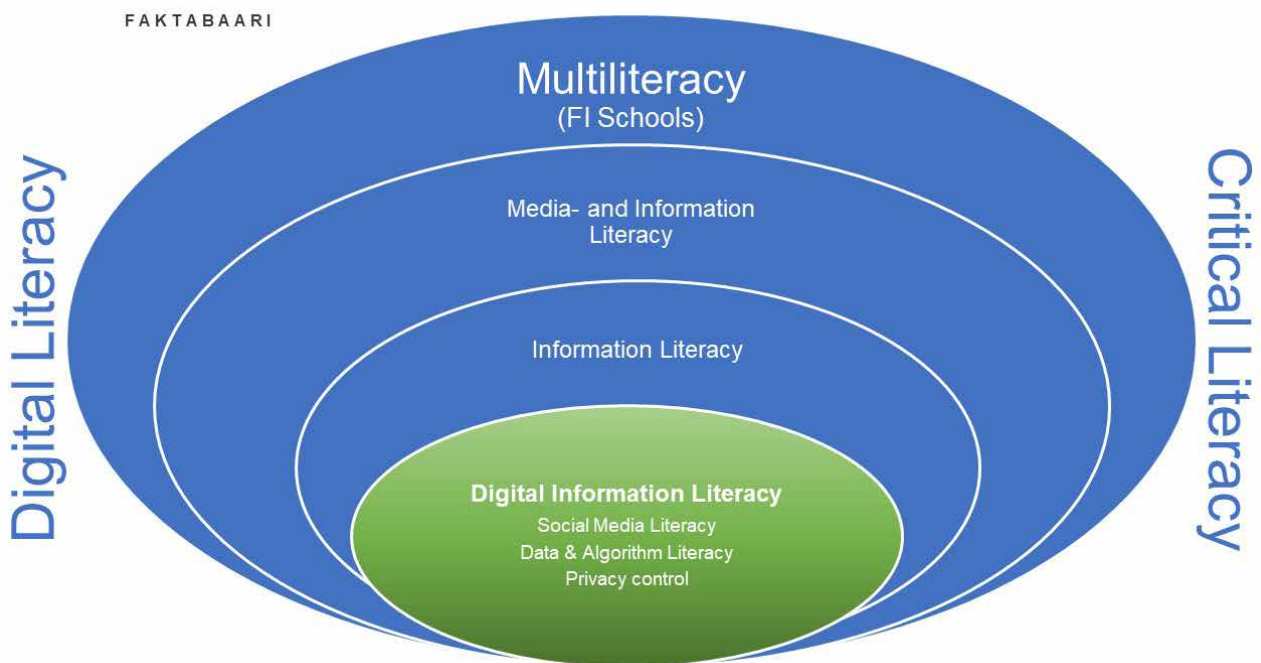 FAKTABAARI
Multiliteracy
(FI Schools)
Digital Literacy
Critical Literacy
Media- and Information
Literacy
Information Literacy
Digital Information Literacy
Social Media Literacy
Data & Algorithm Literacy
Privacy control